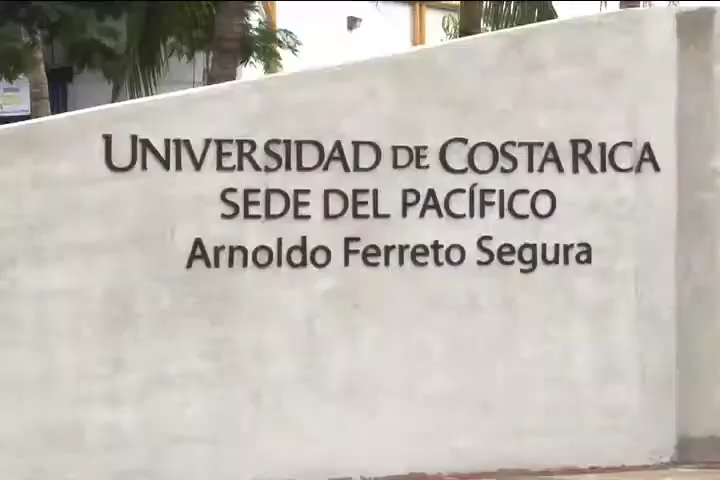 UNIVERSIDAD DE COSTA RICA
SEDE DEL PACÍFICO
Arnoldo Ferreto Segura